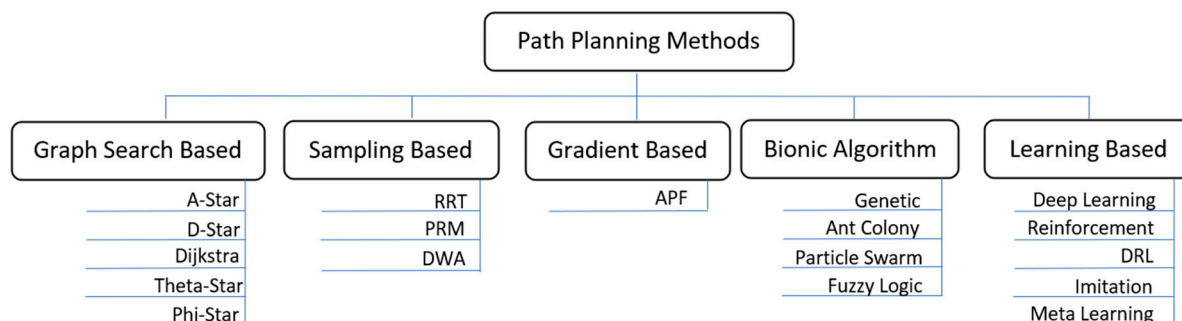 Path Planning Methods
Graph Search Based
A-Star
D-Star
Dijkstra
Theta-Star
Phi-Star
Sampling Based
RRT
PRM
DWA
Gradient Based
APF
Bionic Algorithm
Genetic
Ant Colony
Particle Swarm
Fuzzy Logic
Learning Based
Deep Learning
Reinforcement
DRL
Imitation
Meta Learning